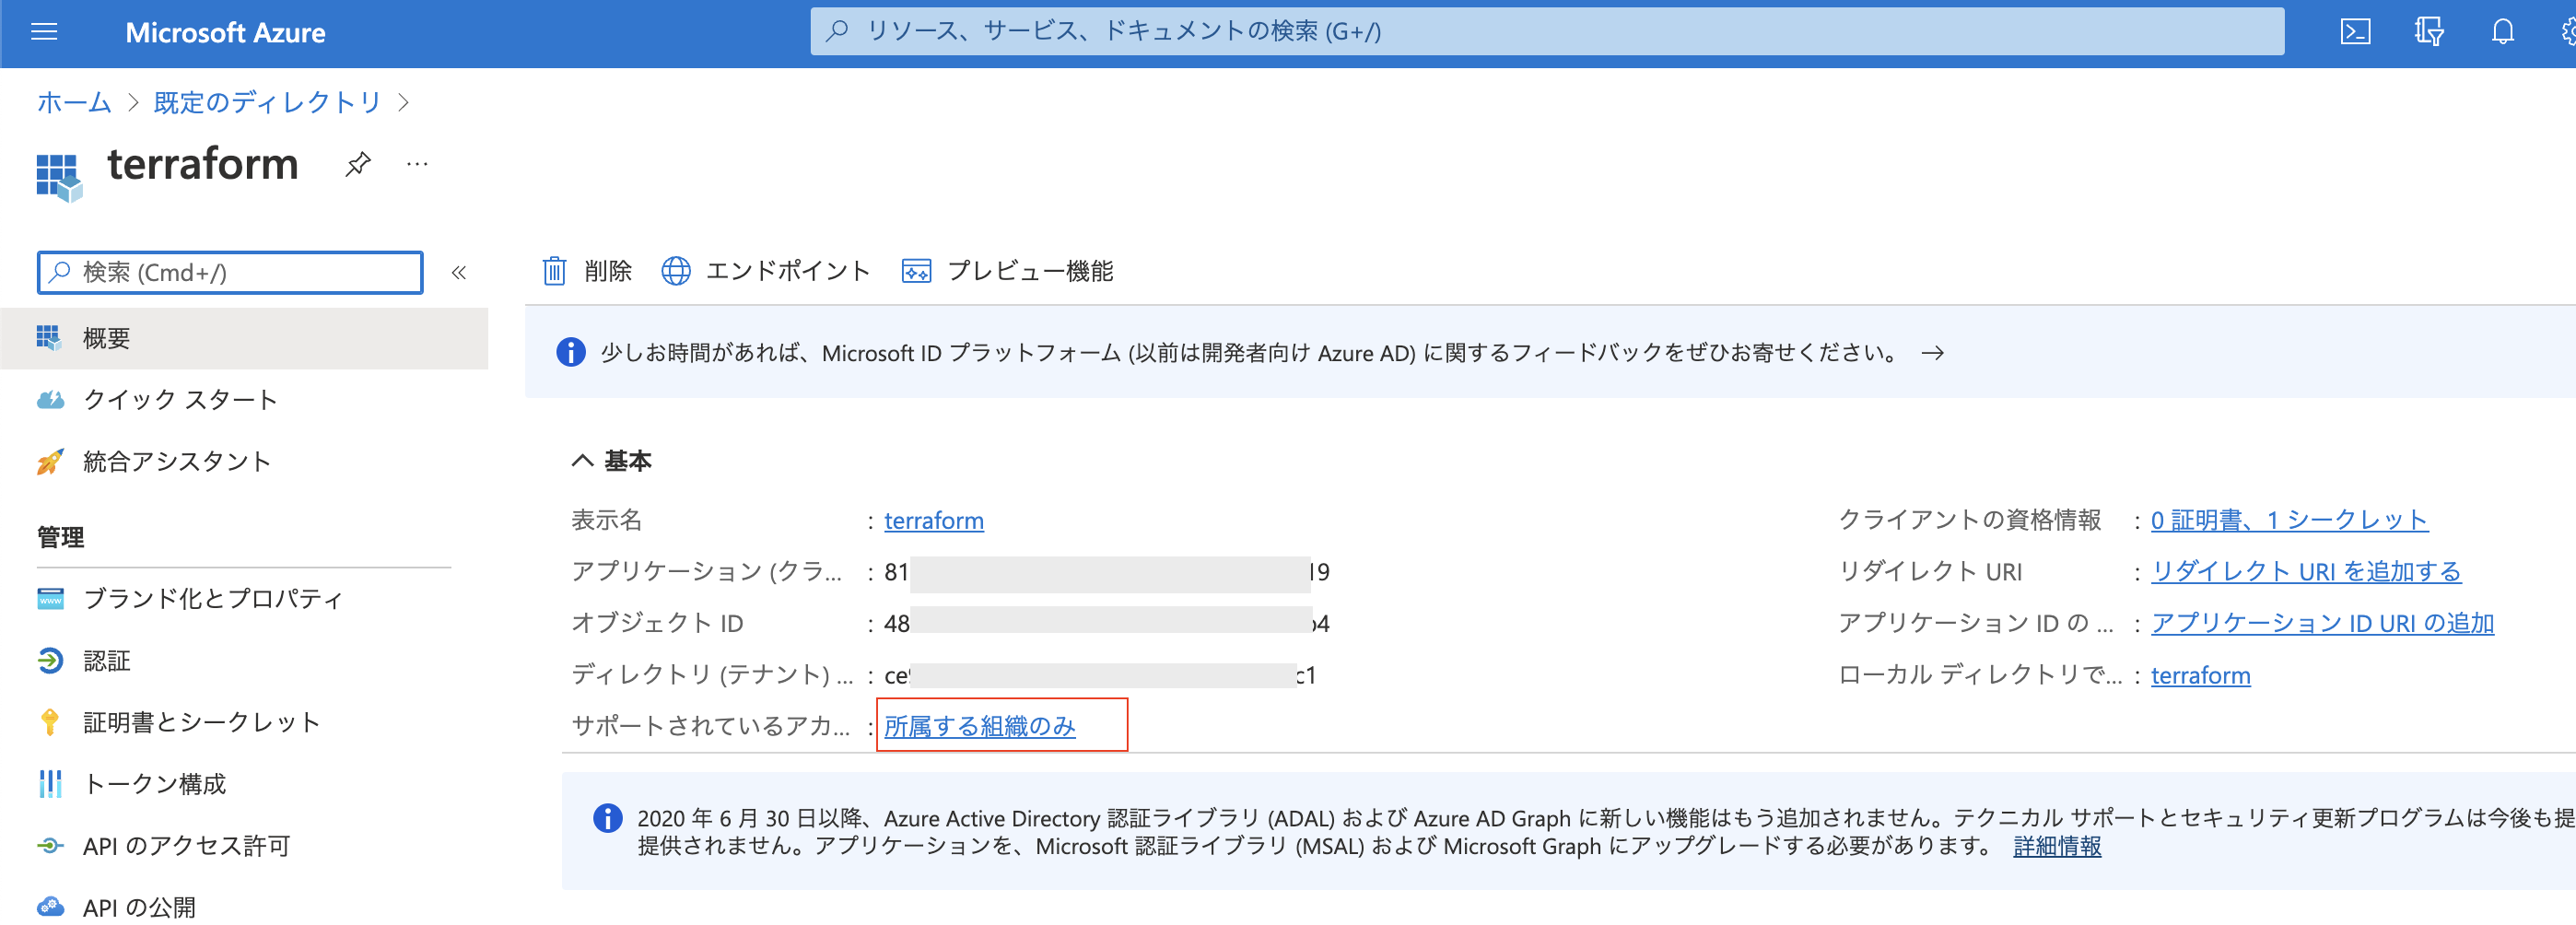 Microsoft Azure
リソース、サービス、ドキュメントの検索 (G+/)
ホーム > 既定のディレクトリ >
terraform
検索 (Cmd+/)
«
削除
エンドポイント
プレビュー機能
概要
クイック スタート
統合アシスタント
管理
ブランド化とプロパティ
認証
証明書とシークレット
トークン構成
API のアクセス許可
API の公開
少しお時間があれば、Microsoft ID プラットフォーム (以前は開発者向け Azure AD) に関するフィードバックをぜひお寄せください。 →
基本
表示名 : terraform
アプリケーション (クラ... : 81 19
オブジェクト ID : 48 4
ディレクトリ (テナント) ... : ce c1
サポートされているアカ... : 所属する組織のみ
クライアントの資格情報 : 0 証明書、1 シークレット
リダイレクト URI : リダイレクト URI を追加する
アプリケーション ID の ... : アプリケーション ID URI の追加
ローカル ディレクトリで... : terraform
2020 年 6 月 30 日以降、Azure Active Directory 認証ライブラリ (ADAL) および Azure AD Graph に新しい機能はもう追加されません。テクニカル サポートとセキュリティ更新プログラムは今後も提
提供されません。アプリケーションを、Microsoft 認証ライブラリ (MSAL) および Microsoft Graph にアップグレードする必要があります。 詳細情報